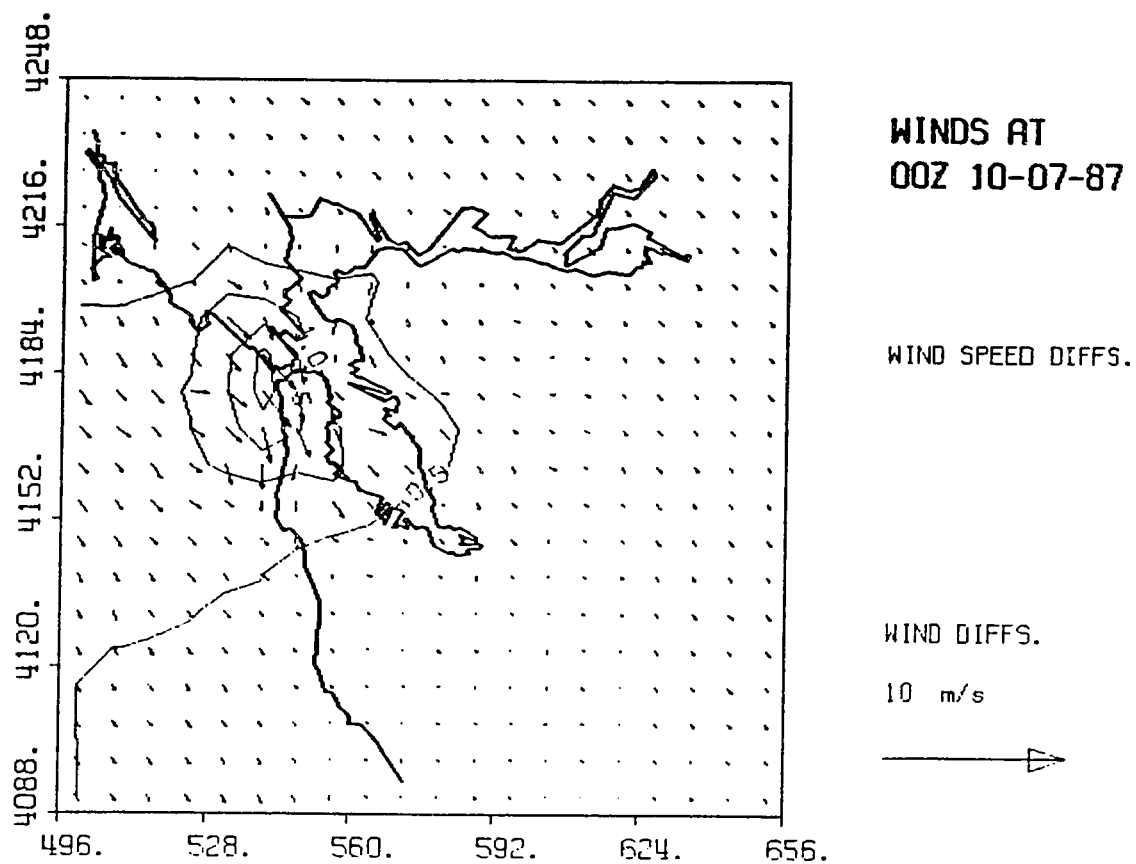 4248.
4216.
4184.
4152.
4120.
4088.
496.
528.
560.
592.
624.
656.
WINDS AT
00Z 10-07-87
WIND SPEED DIFFS.
WIND DIFFS.
10 m/s